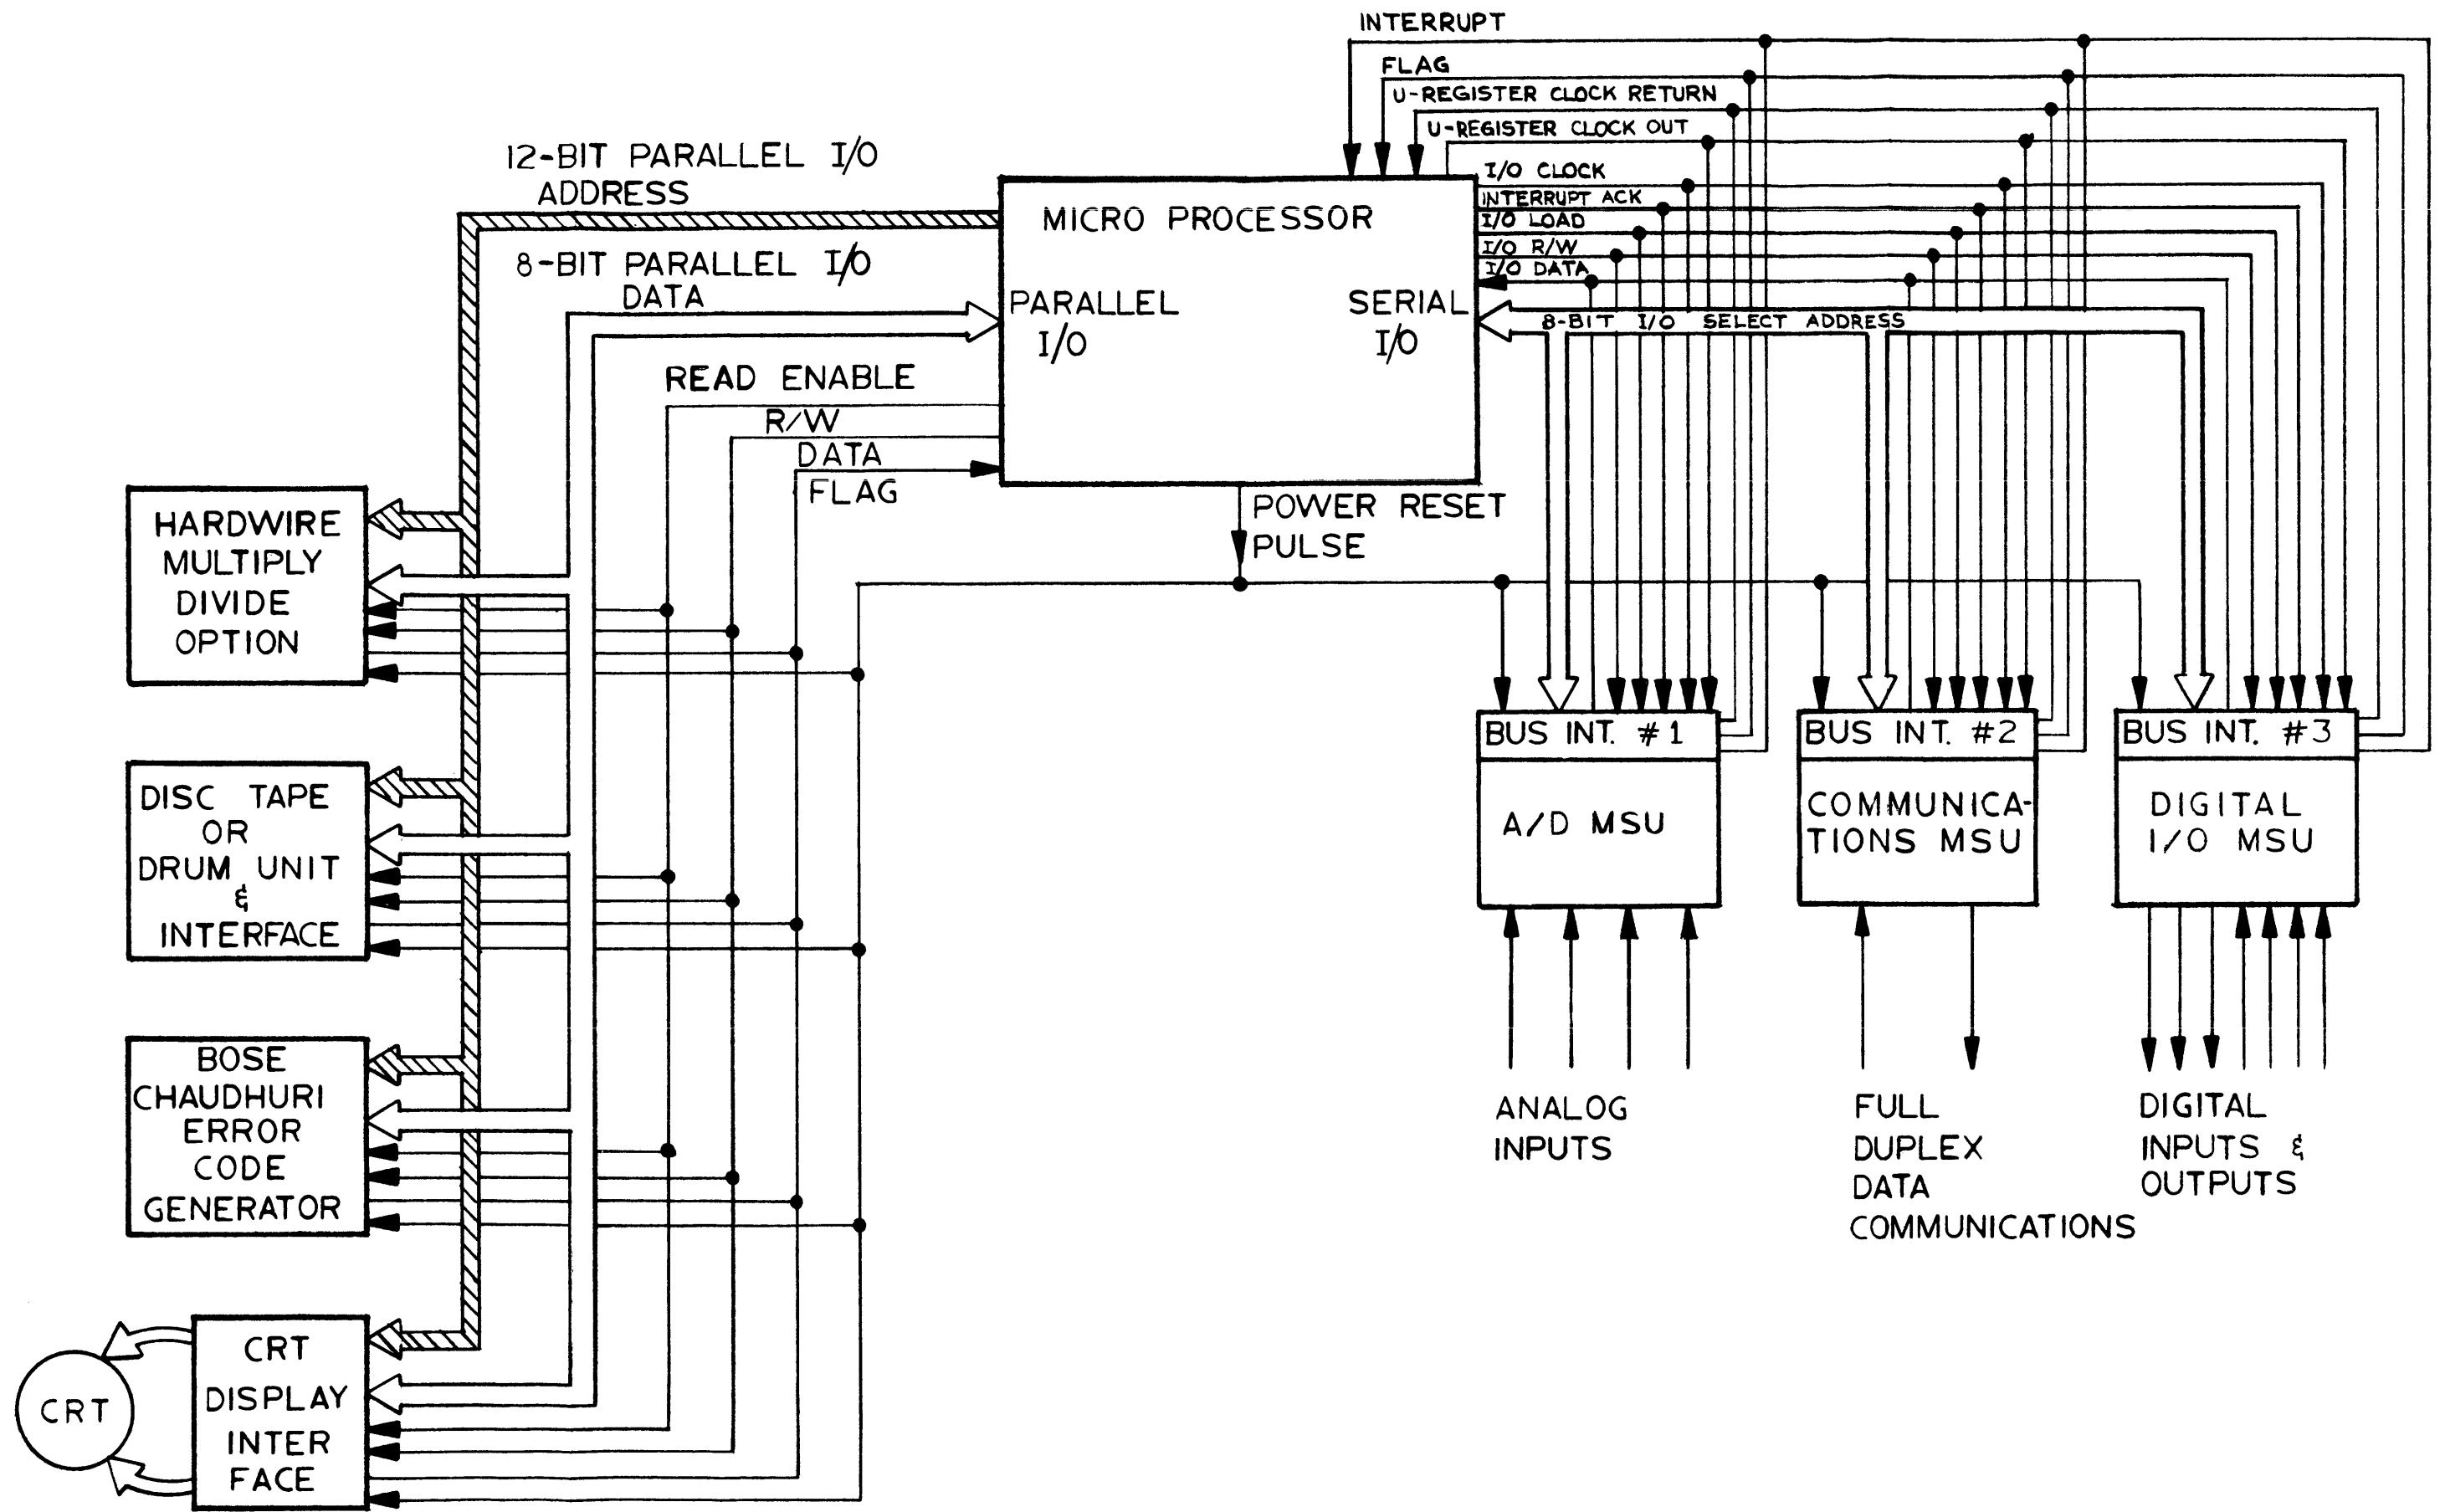 INTERRUPT
FLAG
U-REGISTER CLOCK RETURN
U-REGISTER CLOCK OUT
12-BIT PARALLEL I/O
ADDRESS
8-BIT PARALLEL I/O
DATA
READ ENABLE
R/W
DATA
FLAG
MICRO PROCESSOR
PARALLEL
I/O
SERIAL
I/O
I/O CLOCK
INTERRUPT ACK
I/O LOAD
I/O R/W
I/O DATA
8-BIT I/O SELECT ADDRESS
POWER RESET
PULSE
HARDWIRE
MULTIPLY
DIVIDE
OPTION
DISC TAPE
OR
DRUM UNIT
&
INTERFACE
BOSE
CHAUDHURI
ERROR
CODE
GENERATOR
CRT
DISPLAY
INTER
FACE
CRT
BUS INT. #1
A/D MSU
ANALOG
INPUTS
BUS INT. #2
COMMUNICA-
TIONS MSU
FULL
DUPLEX
DATA
COMMUNICATIONS
BUS INT. #3
DIGITAL
I/O MSU
DIGITAL
INPUTS &
OUTPUTS